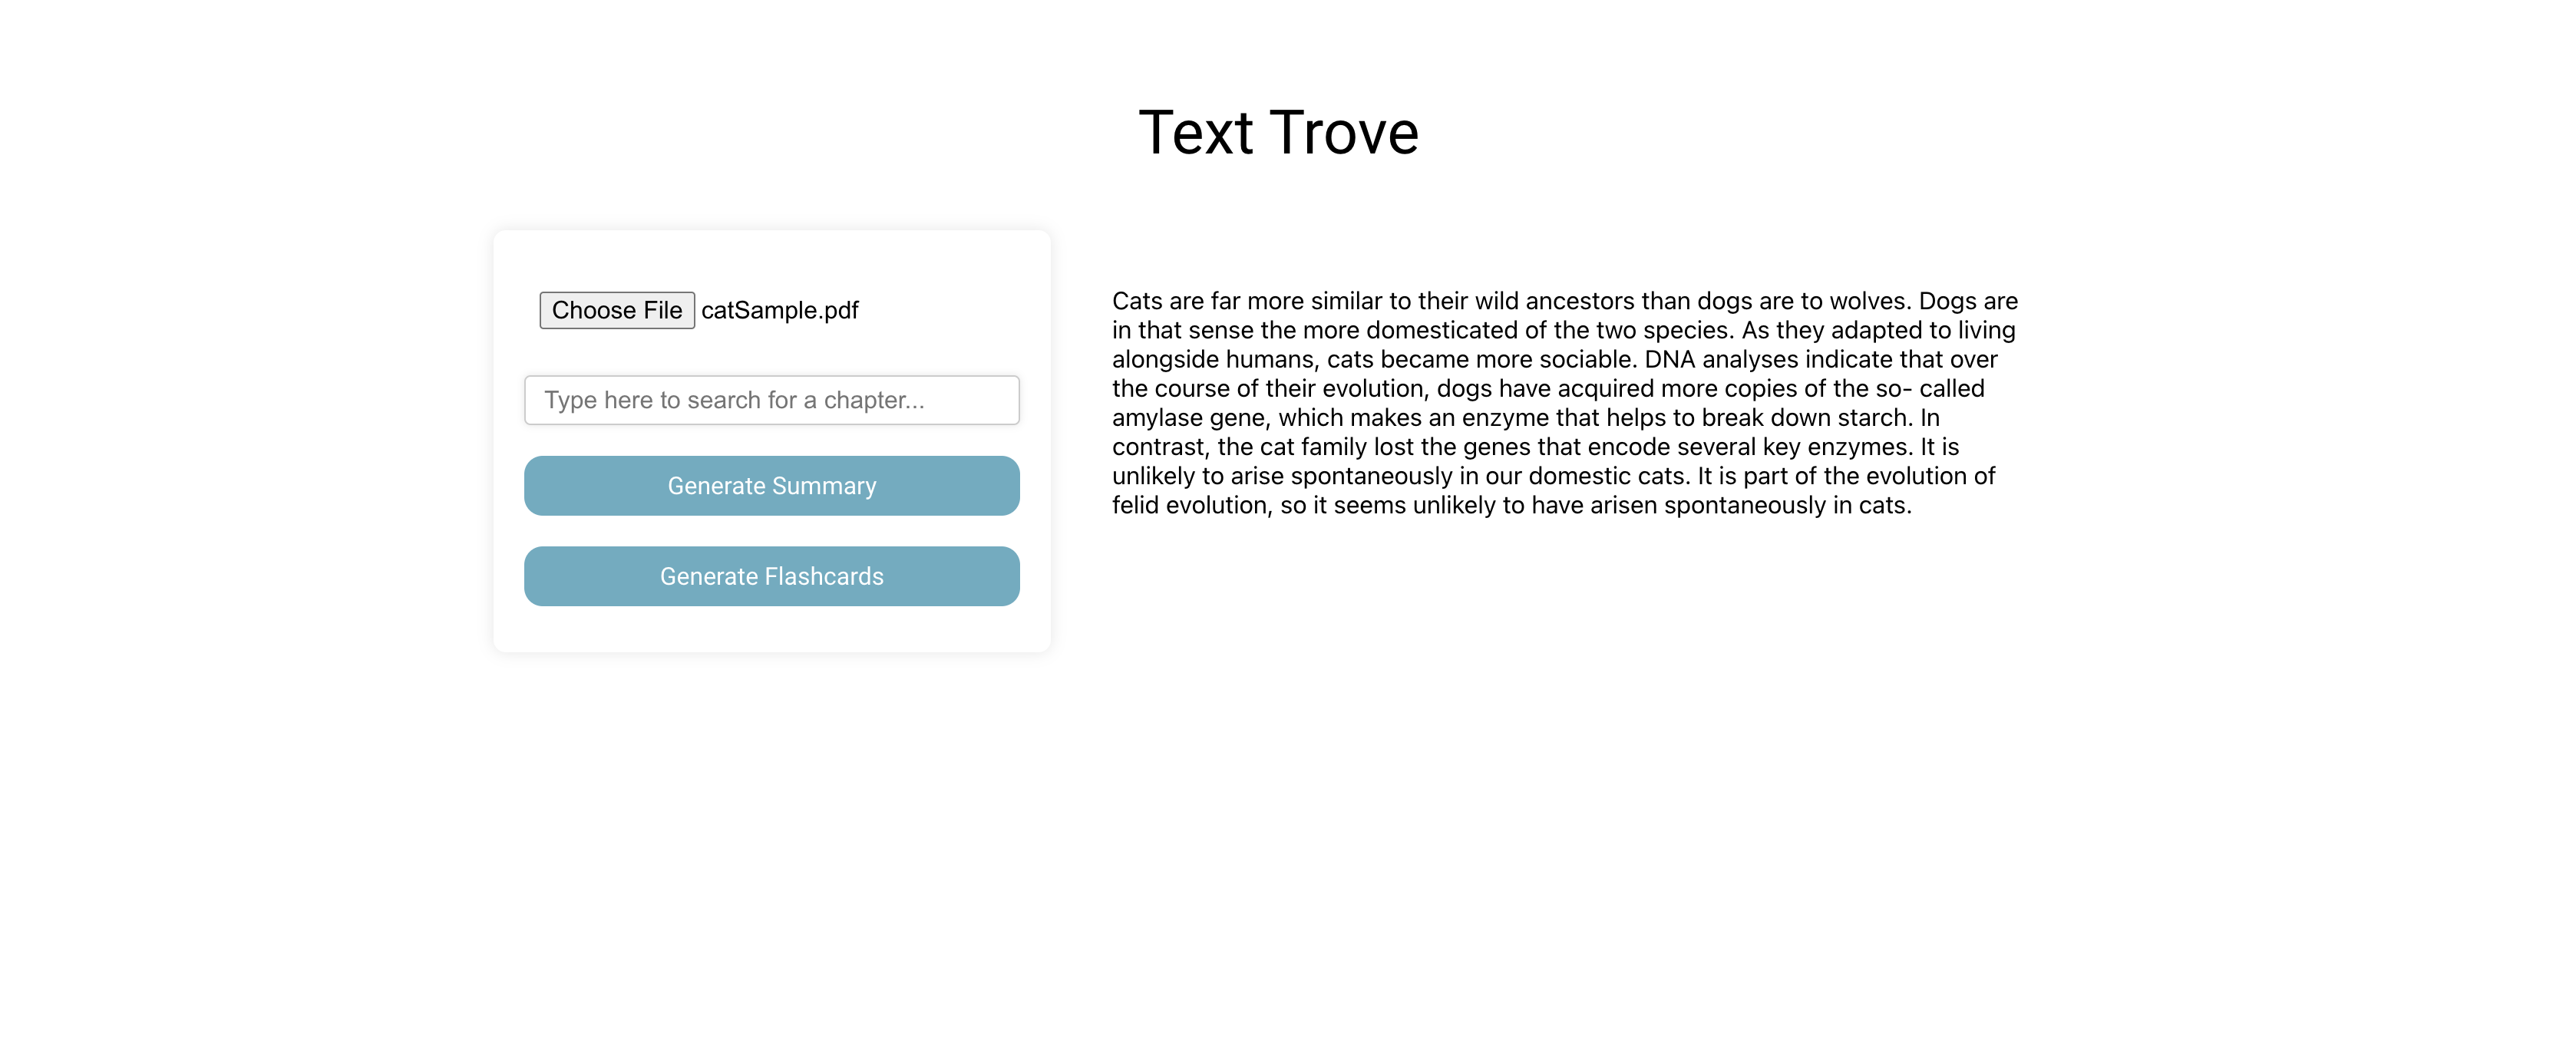 Text Trove
Choose File catSample.pdf
Type here to search for a chapter...
Generate Summary
Generate Flashcards
Cats are far more similar to their wild ancestors than dogs are to wolves. Dogs are
in that sense the more domesticated of the two species. As they adapted to living
alongside humans, cats became more sociable. DNA analyses indicate that over
the course of their evolution, dogs have acquired more copies of the so- called
amylase gene, which makes an enzyme that helps to break down starch. In
contrast, the cat family lost the genes that encode several key enzymes. It is
unlikely to arise spontaneously in our domestic cats. It is part of the evolution of
felid evolution, so it seems unlikely to have arisen spontaneously in cats.